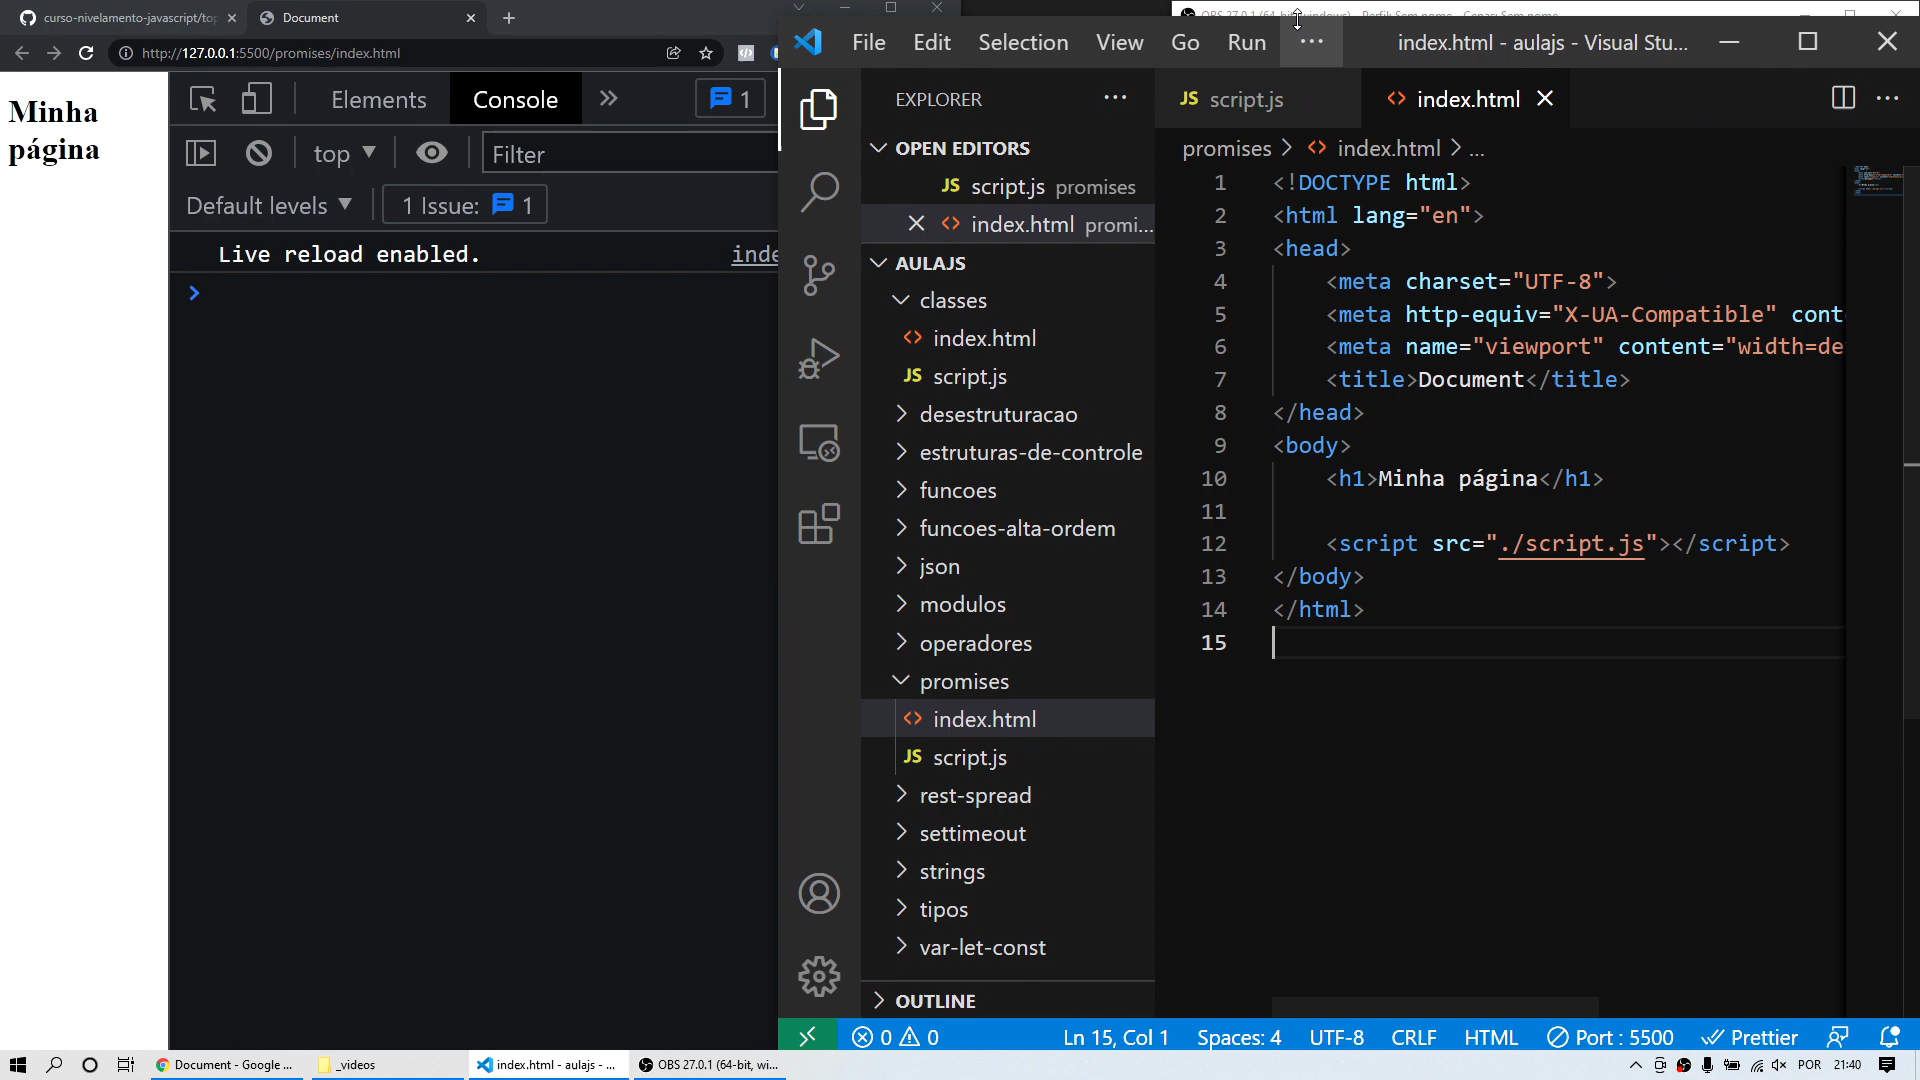 curso-nivelamento-javascript/top
Document
http://127.0.0.1:5500/promises/index.html
Minha
página
Elements
Console
1
top
Filter
Default levels
1 Issue:
1
Live reload enabled.
inde
File
Edit
Selection
View
Go
Run
index.html - aulajs - Visual Stu...
EXPLORER
OPEN EDITORS
JS script.js promises
index.html promi...
AULAJS
classes
index.html
JS script.js
desestruturacao
estruturas-de-controle
funcoes
funcoes-alta-ordem
json
modulos
operadores
promises
index.html
JS script.js
rest-spread
settimeout
strings
tipos
var-let-const
OUTLINE
JS script.js
index.html
promises > index.html > ...
1 <!DOCTYPE html>
2 <html lang="en">
3 <head>
4 <meta charset="UTF-8">
5 <meta http-equiv="X-UA-Compatible" cont
6 <meta name="viewport" content="width=de
7 <title>Document</title>
8 </head>
9 <body>
10 <h1>Minha página</h1>
11
12 <script src="./script.js"></script>
13 </body>
14 </html>
15
0 0
Ln 15, Col 1
Spaces: 4
UTF-8
CRLF
HTML
Port : 5500
Prettier
Document - Google ...
_videos
index.html - aulajs - ...
OBS 27.0.1 (64-bit, wi...
POR
21:40